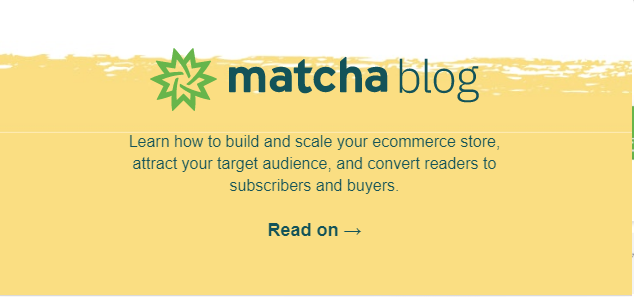 matcha blog
Learn how to build and scale your ecommerce store,
attract your target audience, and convert readers to
subscribers and buyers.
Read on →